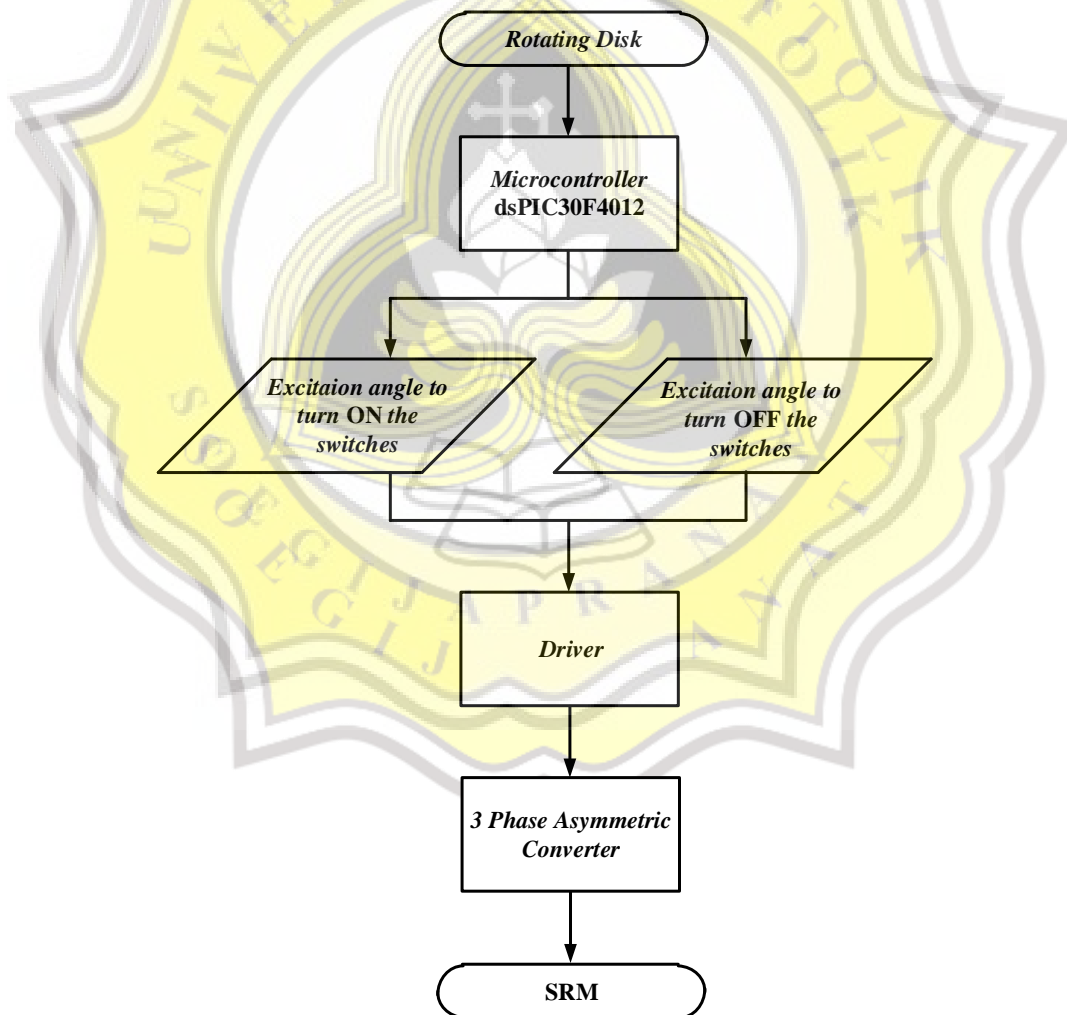 Rotating Disk
Microcontroller
dsPIC30F4012
Excitaion angle to
turn ON the
switches
Excitaion angle to
turn OFF the
switches
Driver
3 Phase Asymmetric
Converter
SRM
SOEGIJAPRANATA